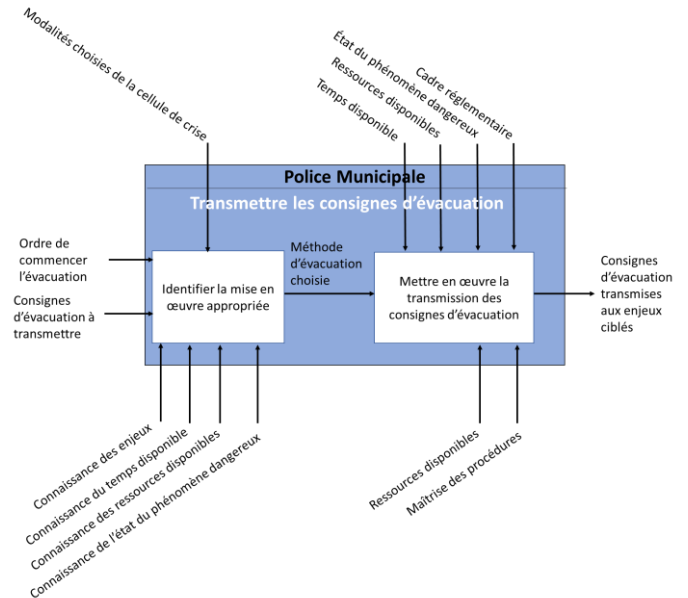 Modalités choisies de la cellule de crise
État du phénomène dangereux
Cadre réglementaire
Ressources disponibles
Temps disponible
Police Municipale
Transmettre les consignes d'évacuation
Ordre de
commencer
l'évacuation
Consignes
d'évacuation à
transmettre
Identifier la mise en
œuvre appropriée
Méthode
d'évacuation
choisie
Mettre en œuvre la
transmission des
consignes d'évacuation
Consignes
d'évacuation
transmises
aux enjeux
ciblés
Connaissance des enjeux
Connaissance du temps disponible
Connaissance des ressources disponibles
Connaissance de l'état du phénomène dangereux
Ressources disponibles
Maîtrise des procédures